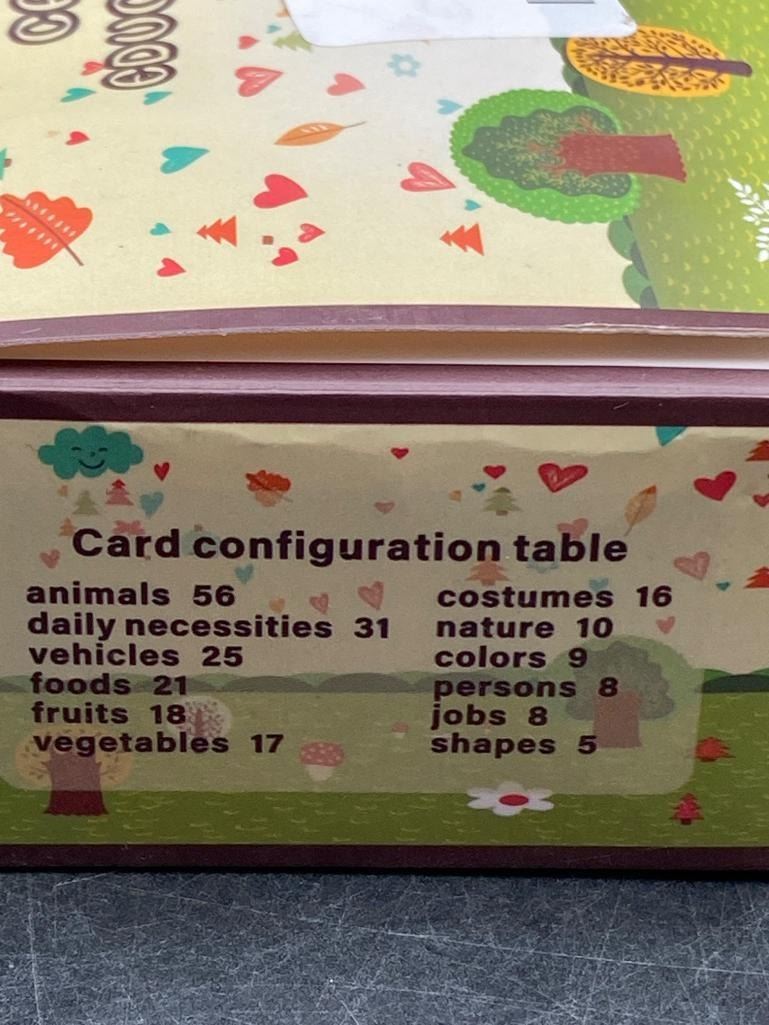 Card configuration table
animals 56
daily necessities 31
vehicles 25
foods 21
fruits 18
vegetables 17
costumes 16
nature 10
colors 9
persons 8
jobs 8
shapes 5